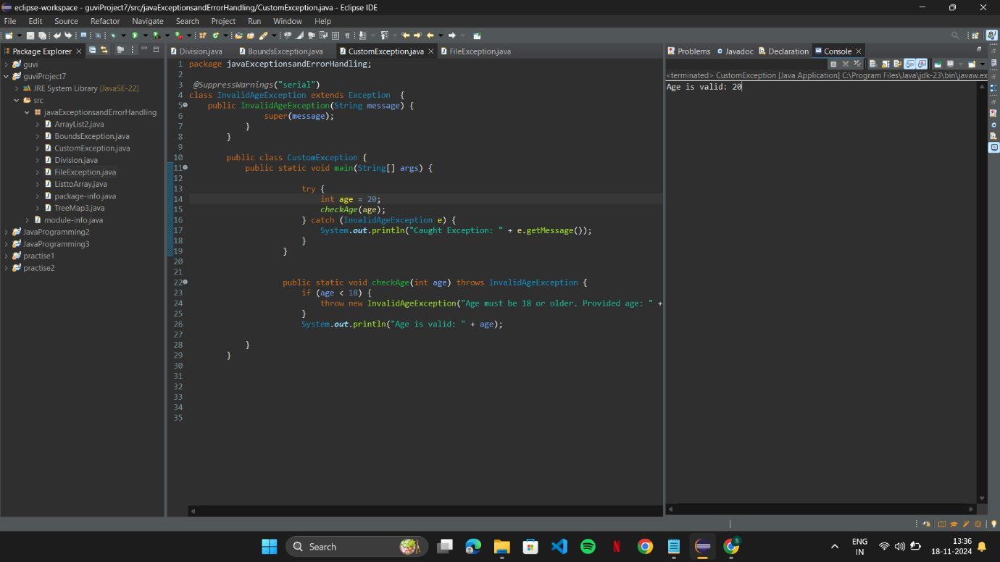 eclipse-workspace - guviProject7/src/javaExceptionsandErrorHandling/CustomException.java - Eclipse IDE
File Edit Source Refactor Navigate Search Project Run Window Help
Package Explorer
guvi
guviProject7
JRE System Library [JavaSE-22]
src
javaExceptionsandErrorHandling
ArrayList2.java
BoundsException.java
CustomException.java
Division.java
FileException.java
ListtoArray.java
package-info.java
TreeMap3.java
module-info.java
JavaProgramming2
JavaProgramming3
practise1
practise2
Division.java BoundsException.java CustomException.java FileException.java
1 package javaExceptionsandErrorHandling;
2
3 @SuppressWarnings("serial")
4 class InvalidAgeException extends Exception {
5 public InvalidAgeException(String message) {
6 super(message);
7 }
8 }
9
10 public class CustomException {
11 public static void main(String[] args) {
12
13 try {
14 int age = 20;
15 checkAge(age);
16 } catch (InvalidAgeException e) {
17 System.out.println("Caught Exception: " + e.getMessage());
18 }
19 }
20
21
22 public static void checkAge(int age) throws InvalidAgeException {
23 if (age < 18) {
24 throw new InvalidAgeException("Age must be 18 or older. Provided age: " +
25 }
26 System.out.println("Age is valid: " + age);
27
28 }
29 }
30
31
32
33
34
35
Problems Javadoc Declaration Console
<terminated> CustomException [Java Application] C:\Program Files\Java\jdk-23\bin\javaw.ex
Age is valid: 20
Search
ENG
IN
13:36
18-11-2024